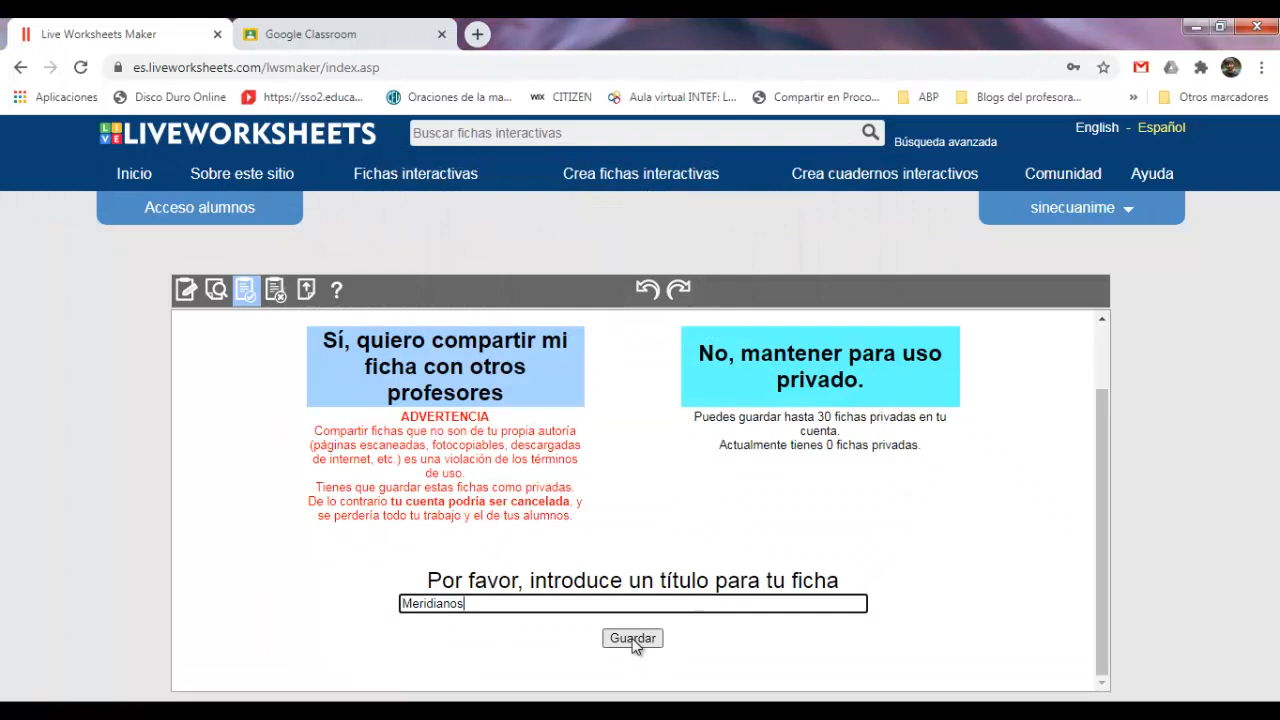 Live Worksheets Maker
Google Classroom
es.liveworksheets.com/lwsmaker/index.asp
Aplicaciones
Disco Duro Online
https://sso2.educa...
Oraciones de la ma...
WIX CITIZEN
Aula virtual INTEF: L...
Compartir en Proco...
ABP
Blogs del profesora...
»
Otros marcadores
LIVE LIVEWORKSHEETS
Buscar fichas interactivas
Búsqueda avanzada
English - Español
Inicio
Sobre este sitio
Fichas interactivas
Crea fichas interactivas
Crea cuadernos interactivos
Comunidad
Ayuda
Acceso alumnos
sinecuanime
?
Sí, quiero compartir mi
ficha con otros
profesores
ADVERTENCIA
Compartir fichas que no son de tu propia autoría
(páginas escaneadas, fotocopiables, descargadas
de internet, etc.) es una violación de los términos
de uso.
Tienes que guardar estas fichas como privadas.
De lo contrario tu cuenta podría ser cancelada, y
se perdería todo tu trabajo y el de tus alumnos.
No, mantener para uso
privado.
Puedes guardar hasta 30 fichas privadas en tu
cuenta.
Actualmente tienes 0 fichas privadas.
Por favor, introduce un título para tu ficha
Meridianos
Guardar